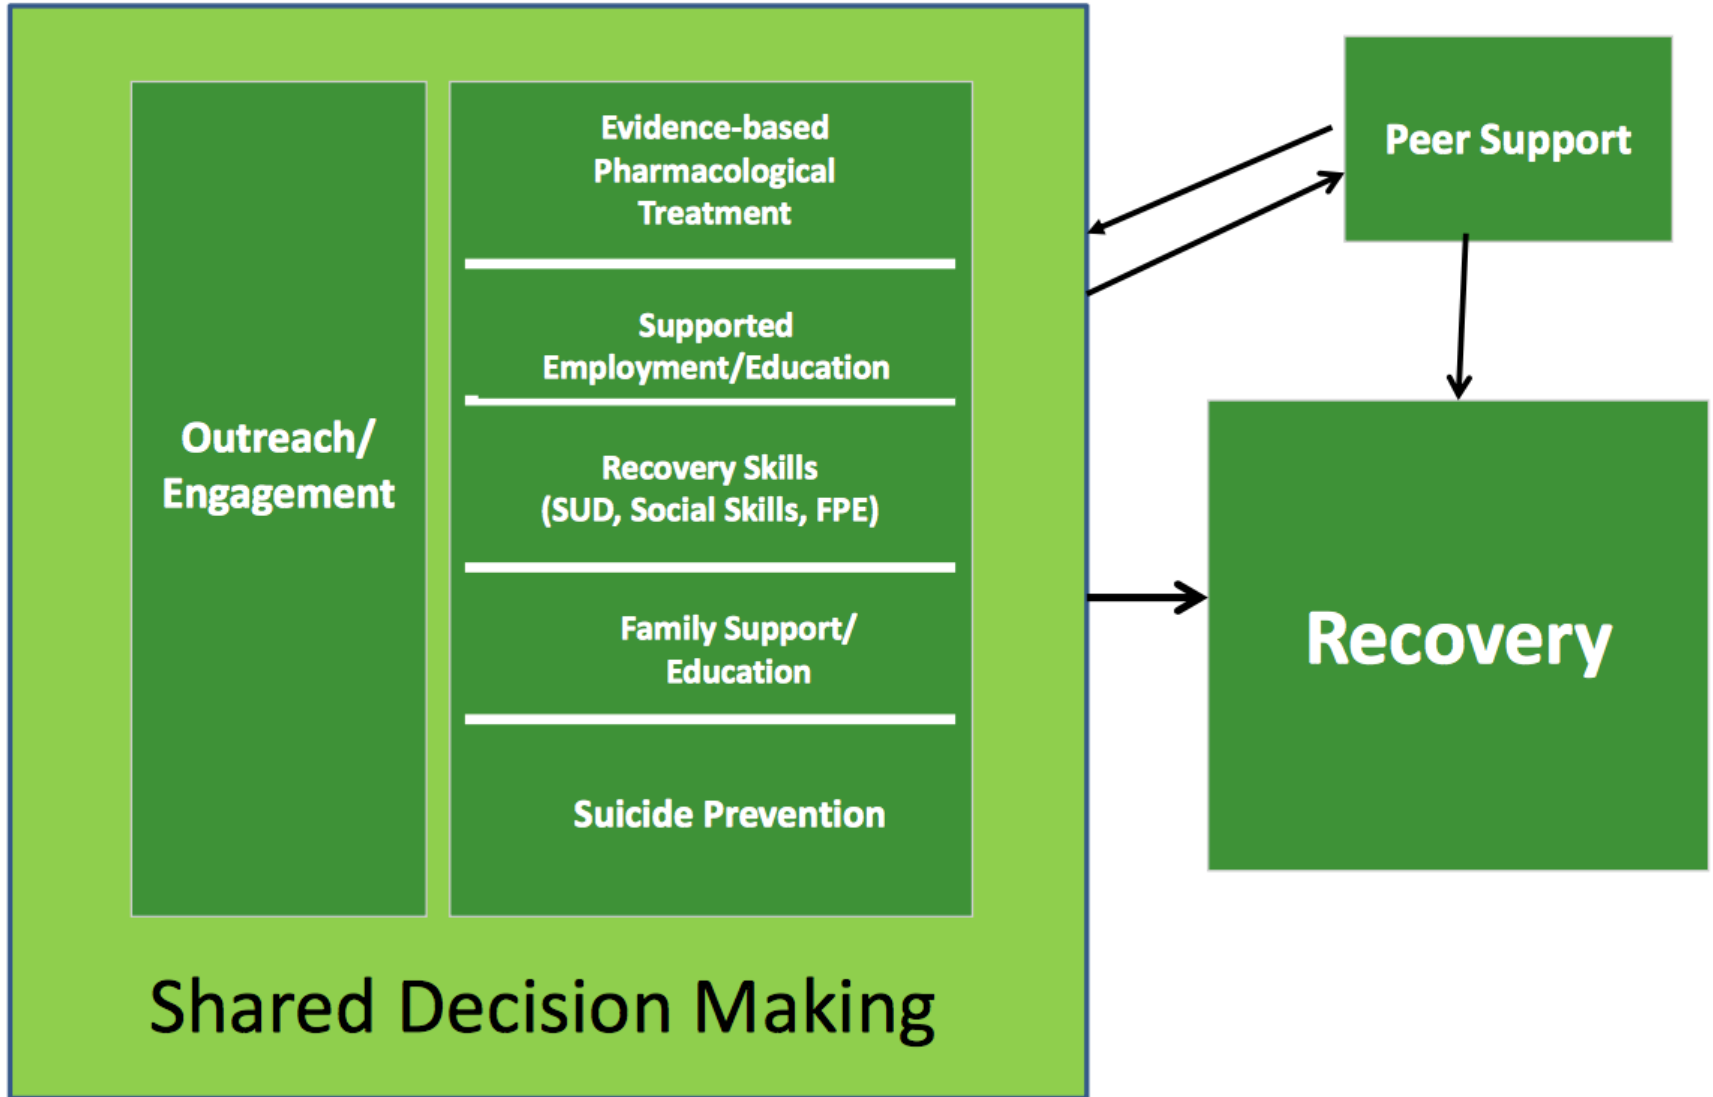 Outreach/
Engagement
Evidence-based
Pharmacological
Treatment
Supported
Employment/Education
Recovery Skills
(SUD, Social Skills, FPE)
Family Support/
Education
Suicide Prevention
Shared Decision Making
Peer Support
Recovery